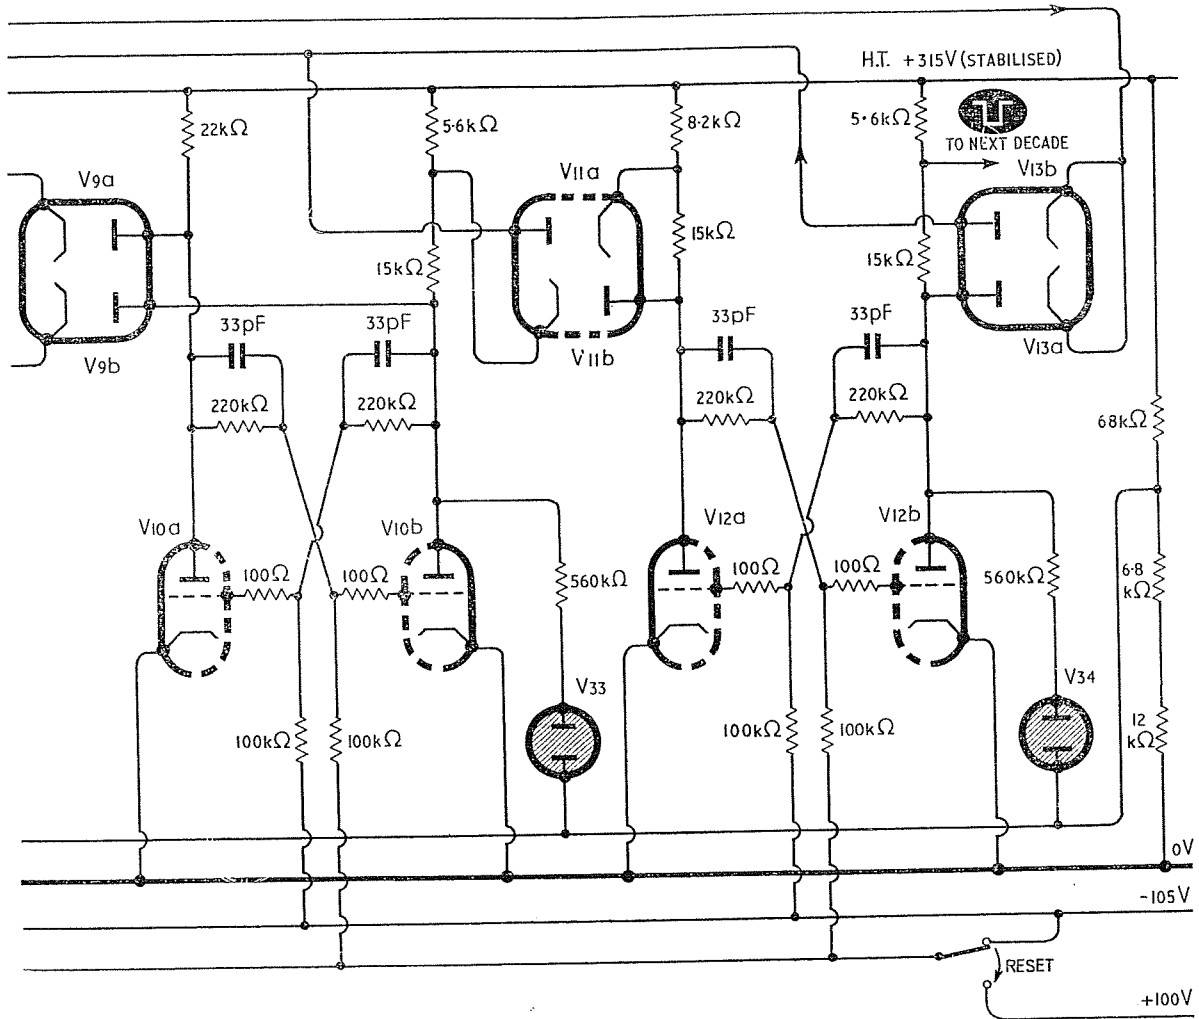 H.T. +315V (STABILISED)
22kΩ
5·6kΩ
8·2kΩ
5·6kΩ
TO NEXT DECADE
V9a
V11a
V13b
15kΩ
15kΩ
15kΩ
33pF
33pF
33pF
33pF
V9b
V11b
V13a
220kΩ
220kΩ
220kΩ
220kΩ
68kΩ
V10a
V10b
V12a
V12b
100Ω
100Ω
560kΩ
100Ω
100Ω
560kΩ
6·8
kΩ
V33
V34
100kΩ
100kΩ
100kΩ
100kΩ
12
kΩ
0V
-105V
RESET
+100V